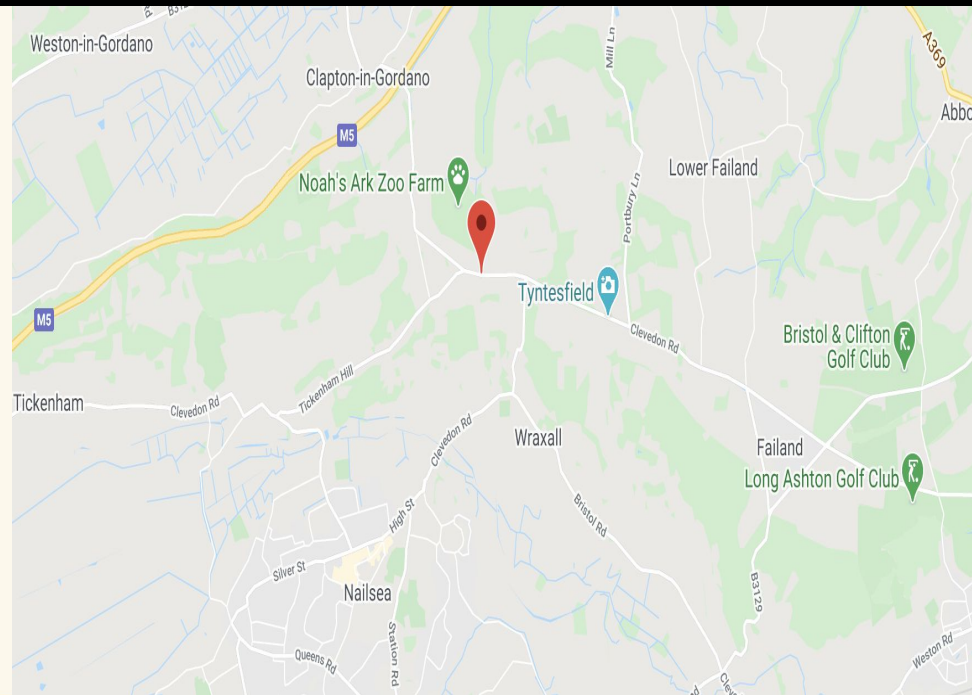 B312
Weston-in-Gordano
Clapton-in-Gordano
Mill Ln
A369
M5
Lower Failand
Noah's Ark Zoo Farm
Portbury Ln
Tyntesfield
M5
Clevedon Rd
Bristol & Clifton
Golf Club
Tickenham Hill
Tickenham
Clevedon Rd
Clevedon Rd
Wraxall
Failand
Long Ashton Golf Club
High St
Bristol Rd
Silver St
Nailsea
B3129
Station Rd
Queens Rd
Weston Rd